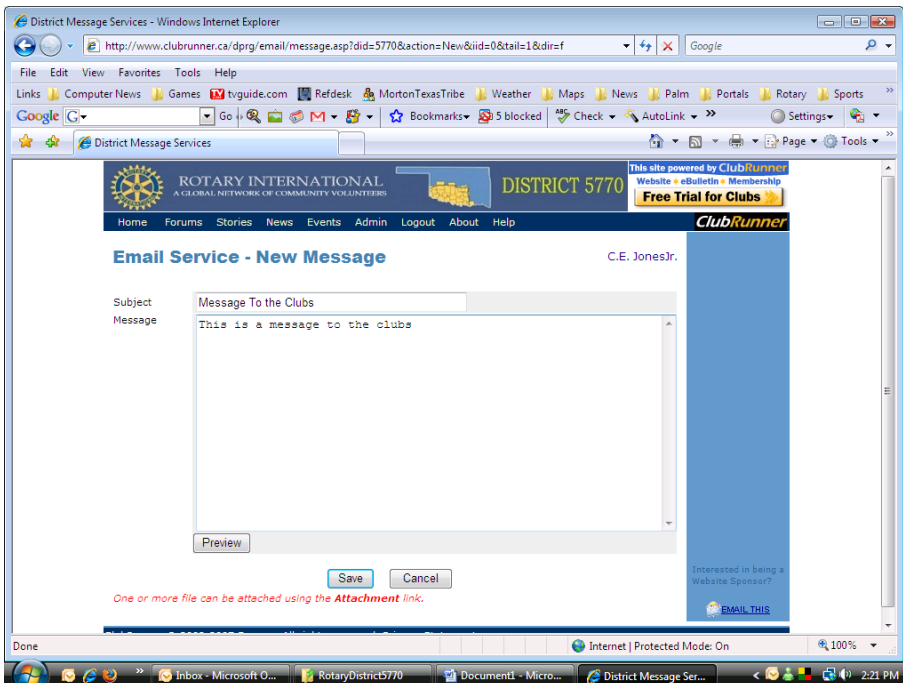 District Message Services - Windows Internet Explorer
http://www.clubrunner.ca/dprg/email/message.asp?did=5770&action=New&iid=0&tail=1&dir=f Google
File Edit View Favorites Tools Help
Links Computer News Games tvguide.com Refdesk MortonTexasTribe Weather Maps News Palm Portals Rotary Sports »
Google G Go Bookmarks 5 blocked ABC Check AutoLink » Settings
District Message Services Page Tools »
ROTARY INTERNATIONAL
A GLOBAL NETWORK OF COMMUNITY VOLUNTEERS
DISTRICT 5770
This site powered by ClubRunner
Website eBulletin Membership
Free Trial for Clubs
Home Forums Stories News Events Admin Logout About Help ClubRunner
Email Service - New Message C.E. JonesJr.
Subject Message To the Clubs
Message This is a message to the clubs
Preview
Save Cancel
One or more file can be attached using the Attachment link.
Interested in being a
Website Sponsor?
EMAIL THIS
Done Internet | Protected Mode: On 100%
» Inbox - Microsoft O... RotaryDistrict5770 Document1 - Micro... District Message Ser... < 2:21 PM